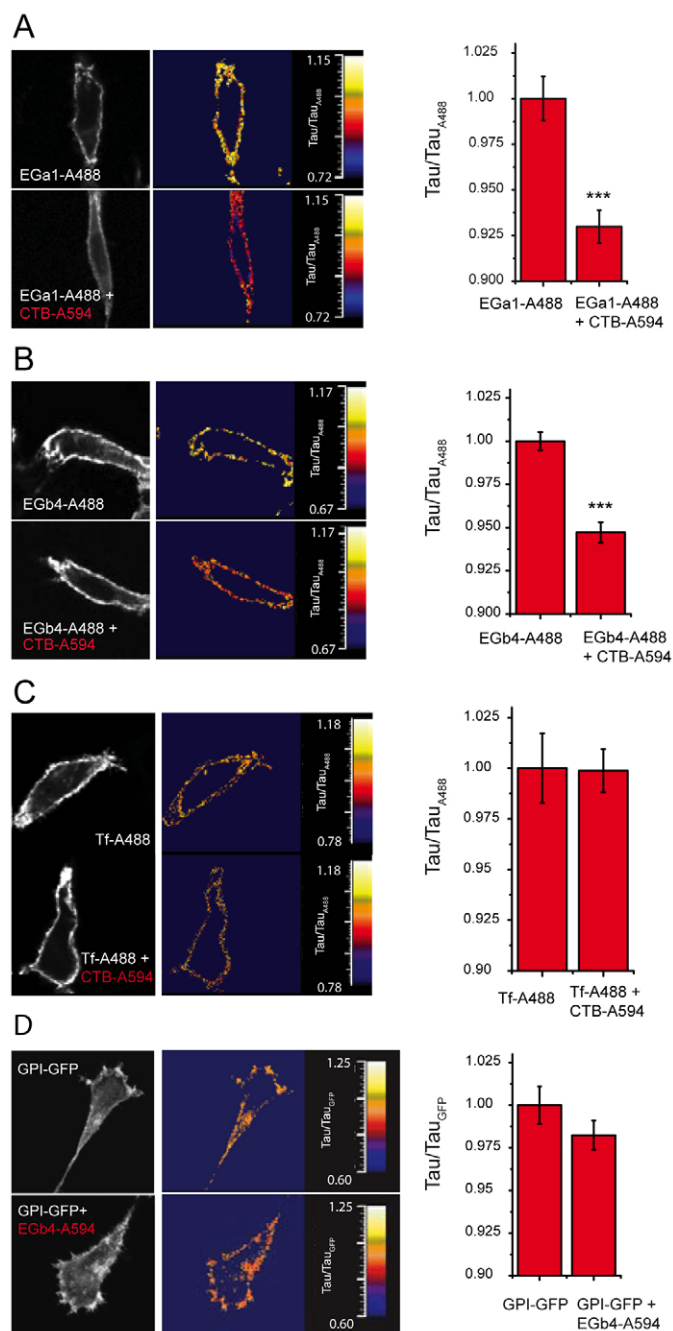 A
EGa1-A488
1.15
Tau/TauA488
0.72
EGa1-A488 +
CTB-A594
1.15
Tau/TauA488
0.72
Tau/TauA488
1.025
1.00
0.975
0.950
0.925
0.900
***
EGa1-A488
EGa1-A488
+ CTB-A594
B
EGb4-A488
1.17
Tau/TauA488
0.67
EGb4-A488 +
CTB-A594
1.17
Tau/TauA488
0.67
Tau/TauA488
1.025
1.00
0.975
0.950
0.925
0.900
***
EGb4-A488
EGb4-A488
+ CTB-A594
C
Tf-A488
1.18
Tau/TauA488
0.78
Tf-A488 +
CTB-A594
1.18
Tau/TauA488
0.78
Tau/TauA488
1.025
1.00
0.975
0.950
0.925
0.90
Tf-A488
Tf-A488 +
CTB-A594
D
GPI-GFP
1.25
Tau/TauGFP
0.60
GPI-GFP+
EGb4-A594
1.25
Tau/TauGFP
0.60
Tau/TauGFP
1.025
1.00
0.975
0.950
0.925
0.90
GPI-GFP
GPI-GFP +
EGb4-A594